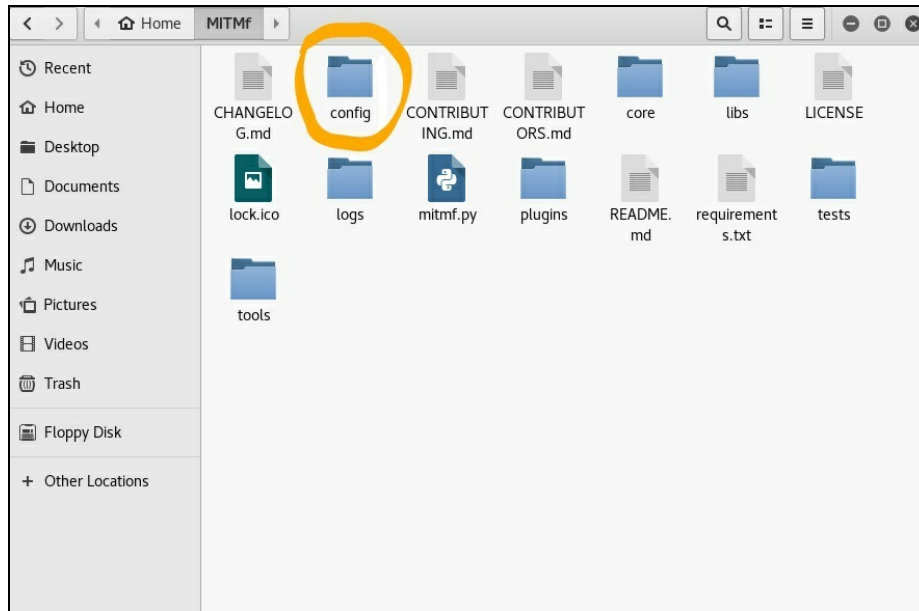 Home MITMf
Recent
Home
Desktop
Documents
Downloads
Music
Pictures
Videos
Trash
Floppy Disk
+ Other Locations
CHANGELO
G.md
config
CONTRIBUT
ING.md
CONTRIBUT
ORS.md
core
libs
LICENSE
lock.ico
logs
mitmf.py
plugins
README.
md
requirement
s.txt
tests
tools